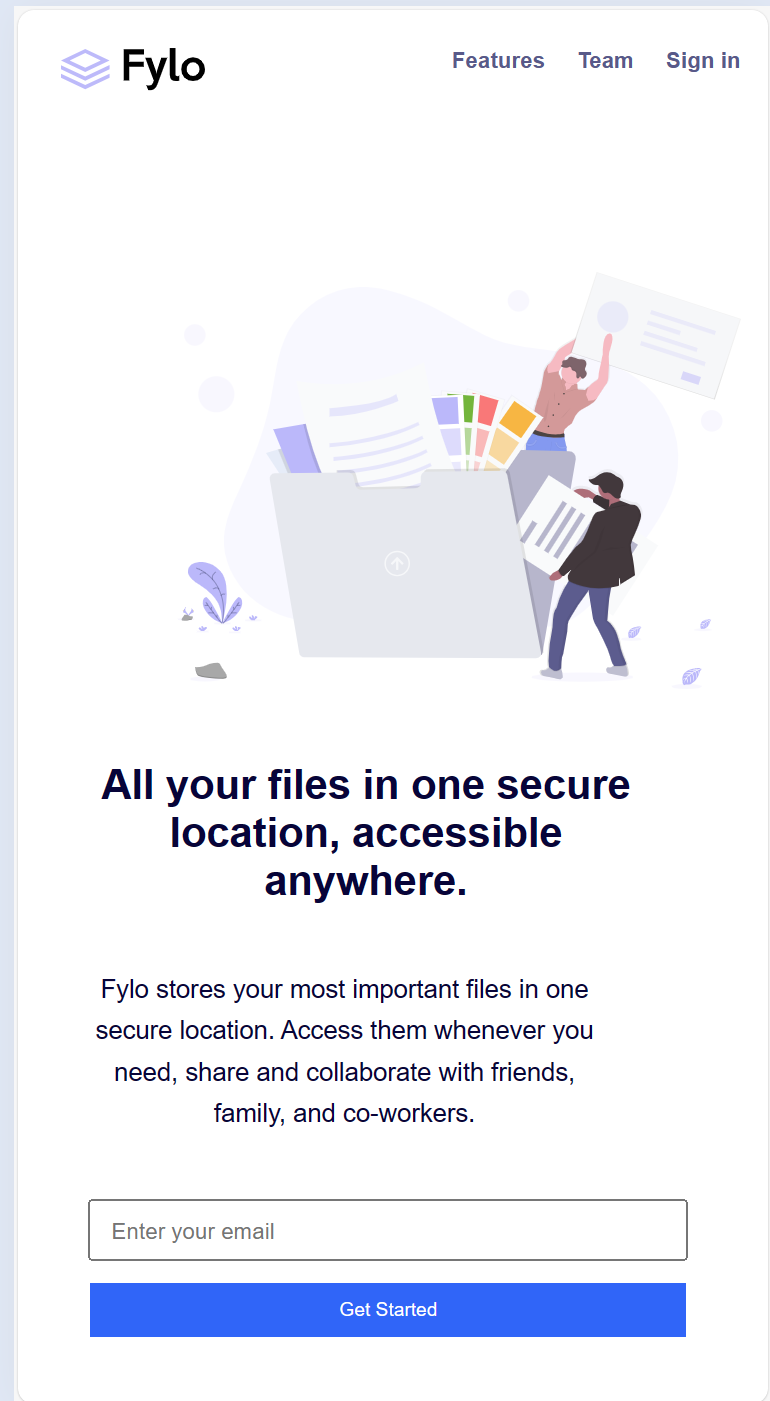 Fylo
Features Team Sign in
All your files in one secure
location, accessible
anywhere.
Fylo stores your most important files in one
secure location. Access them whenever you
need, share and collaborate with friends,
family, and co-workers.
Enter your email
Get Started